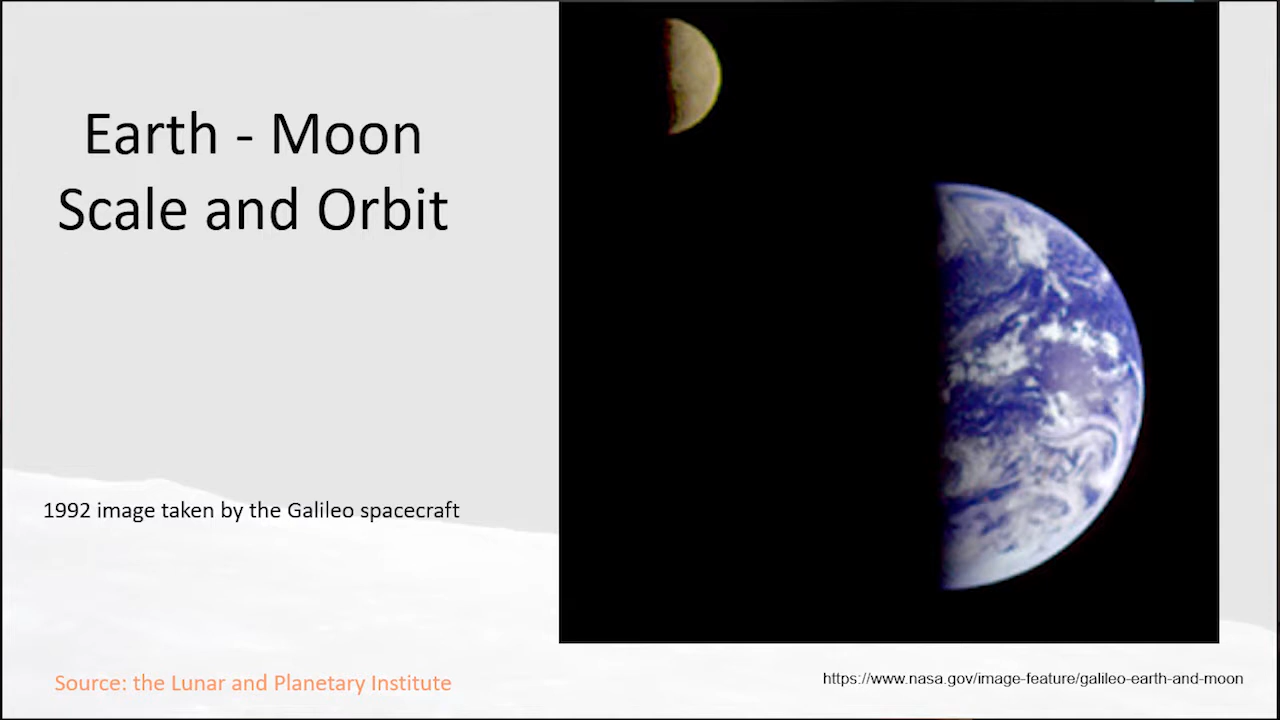 Earth - Moon
Scale and Orbit
1992 image taken by the Galileo spacecraft
Source: the Lunar and Planetary Institute
https://www.nasa.gov/image-feature/galileo-earth-and-moon